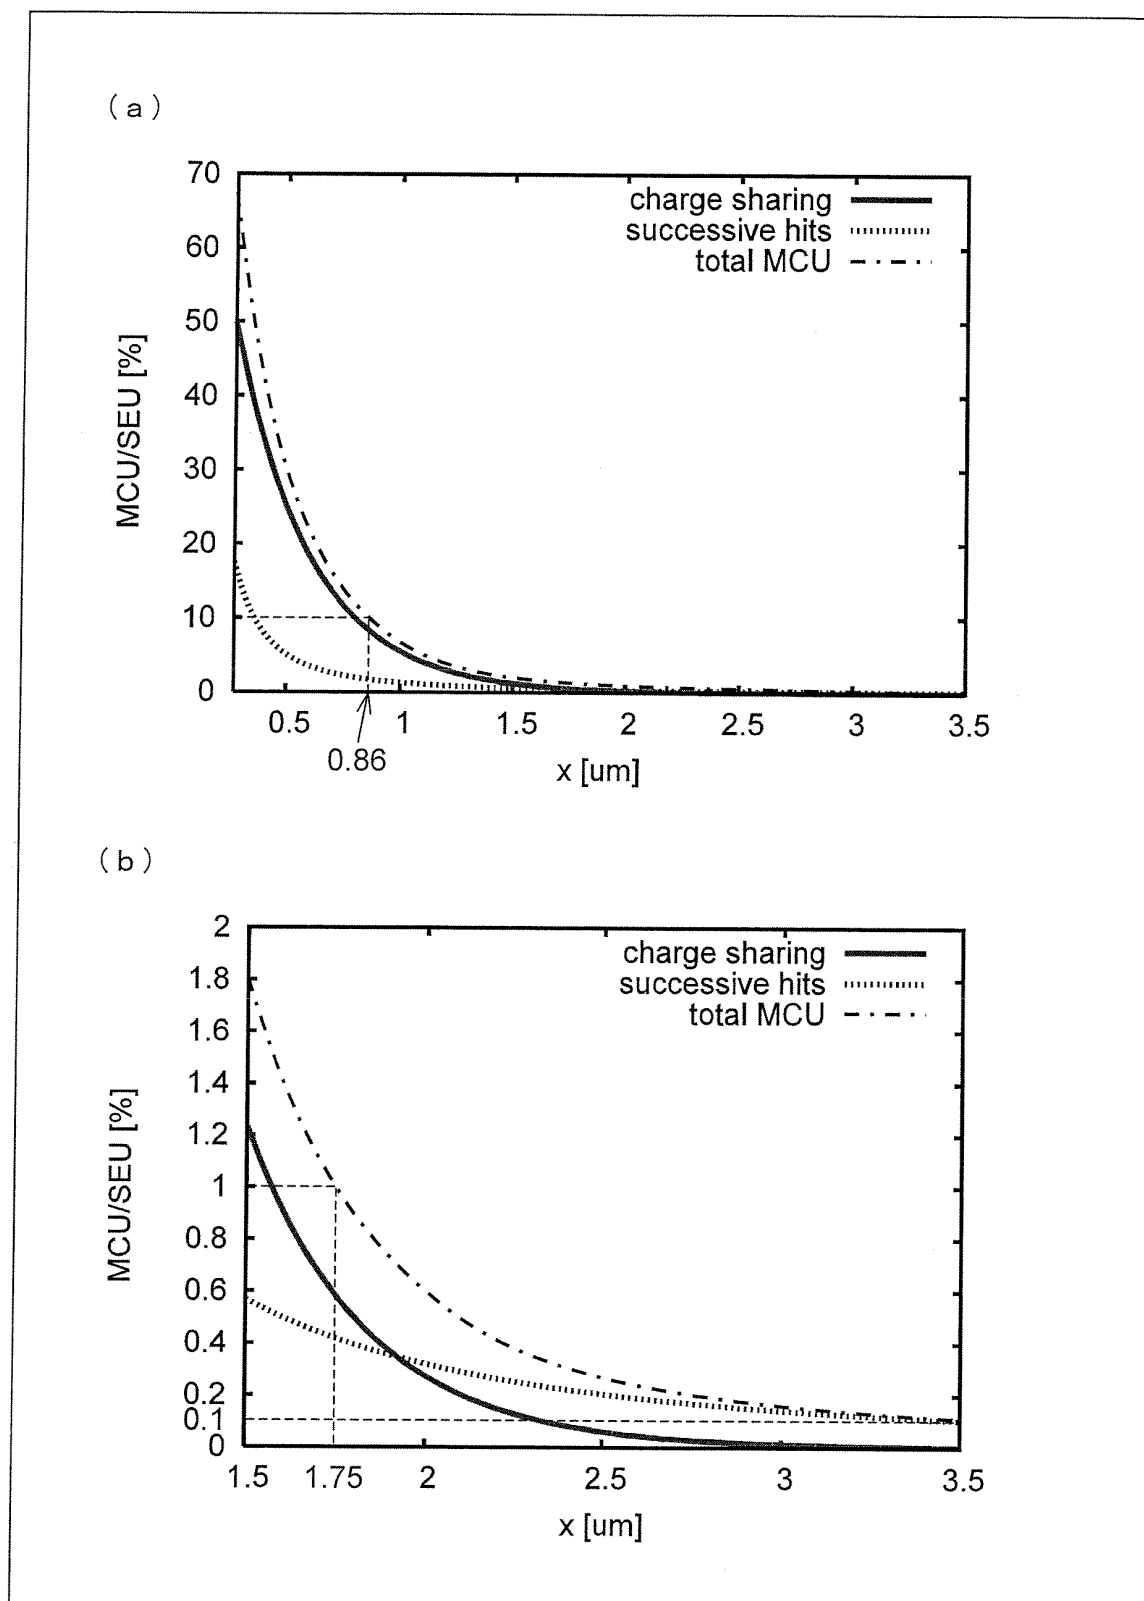 (a)
70
60
50
40
30
20
10
0
MCU/SEU [%]
charge sharing
successive hits
total MCU
0.5 1 1.5 2 2.5 3 3.5
0.86
x [um]
(b)
2
1.8
1.6
1.4
1.2
1
0.8
0.6
0.4
0.2
0.1
0
MCU/SEU [%]
charge sharing
successive hits
total MCU
1.5 1.75 2 2.5 3 3.5
x [um]